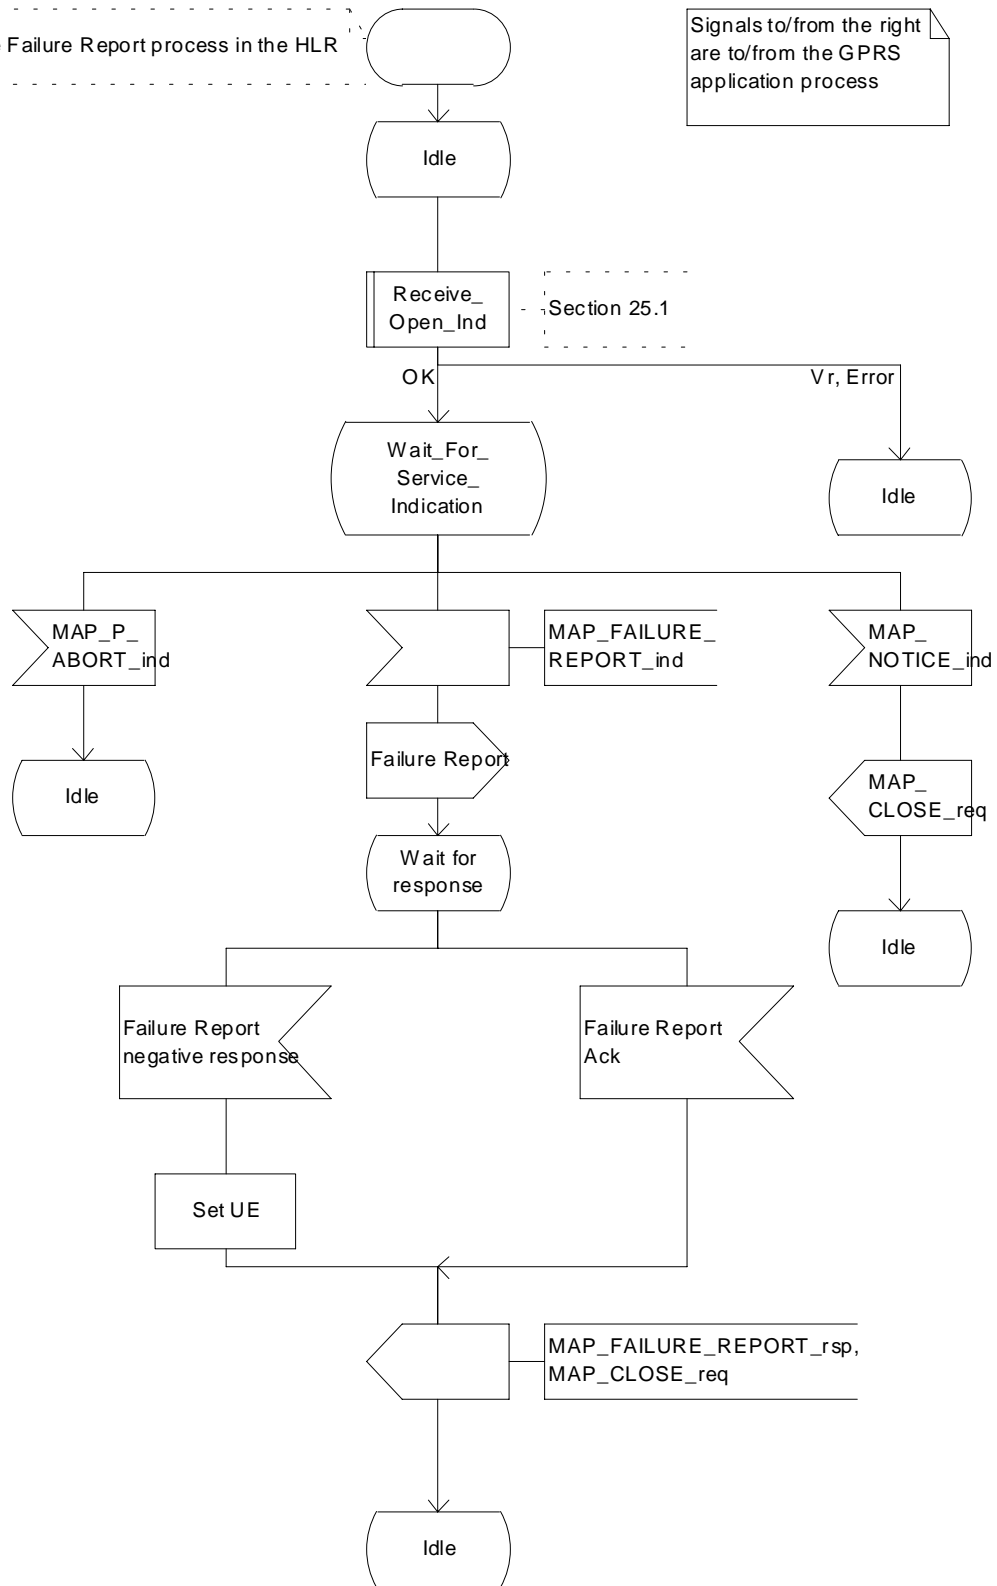 Failure Report process in the HLR
Signals to/from the right
are to/from the GPRS
application process
Idle
Receive_
Open_Ind
Section 25.1
OK
Vr, Error
Wait_For_
Service_
Indication
Idle
MAP_P_
ABORT_ind
MAP_FAILURE_
REPORT_ind
MAP_
NOTICE_ind
Failure Report
Idle
MAP_
CLOSE_req
Wait for
response
Idle
Failure Report
negative response
Failure Report
Ack
Set UE
MAP_FAILURE_REPORT_rsp,
MAP_CLOSE_req
Idle